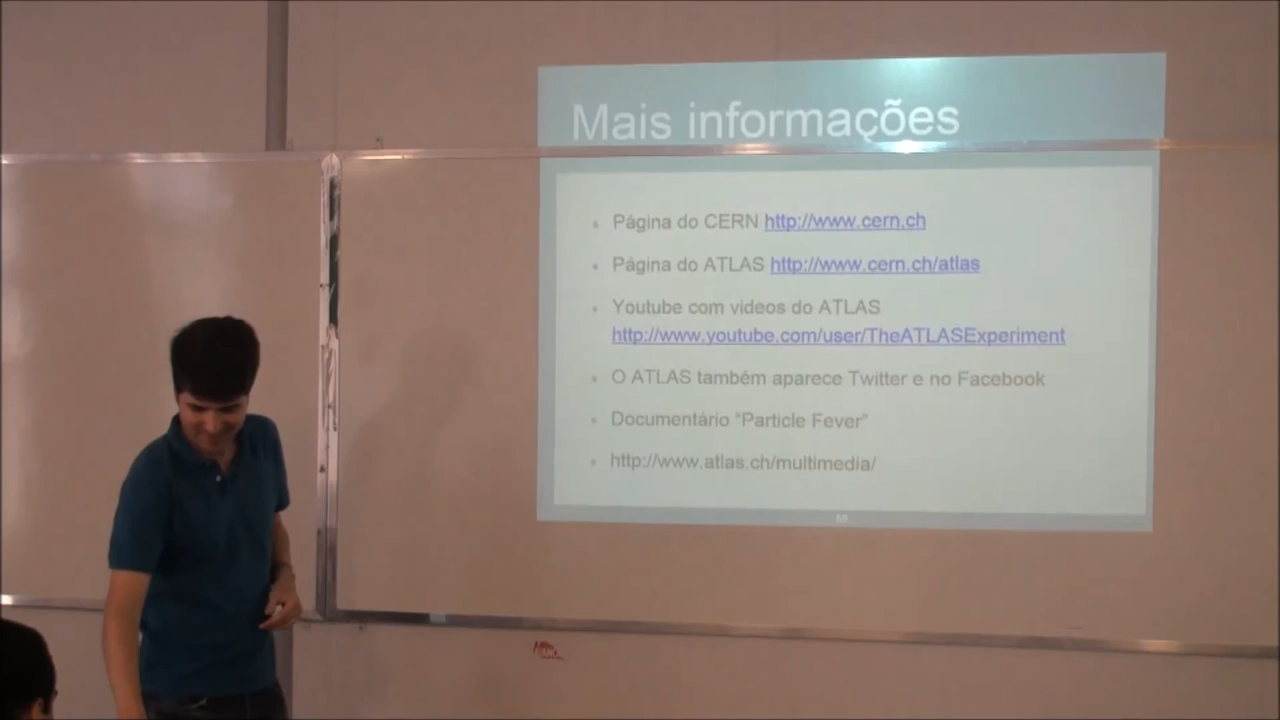 Mais informações
Página do CERN http://www.cern.ch
Página do ATLAS http://www.cern.ch/atlas
Youtube com videos do ATLAS
http://www.youtube.com/user/TheATLASExperiment
O ATLAS também aparece Twitter e no Facebook
Documentário "Particle Fever"
http://www.atlas.ch/multimedia/